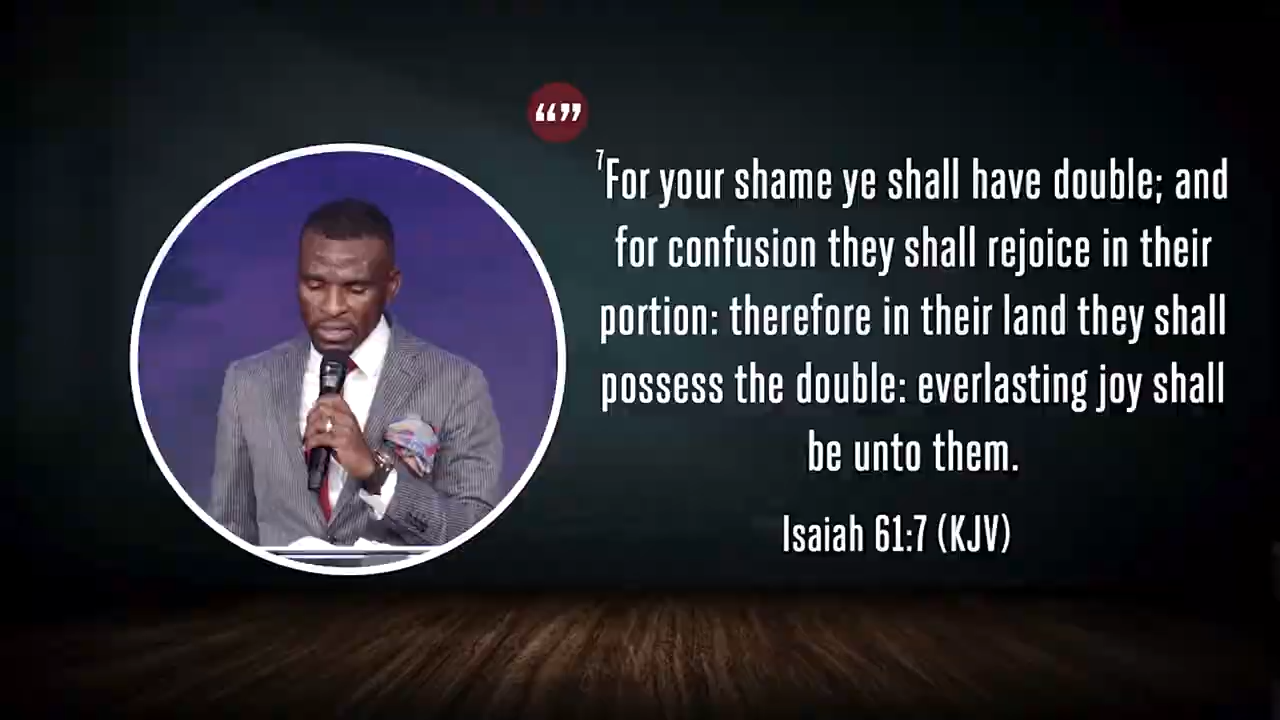 “”
⁷For your shame ye shall have double; and
for confusion they shall rejoice in their
portion: therefore in their land they shall
possess the double: everlasting joy shall
be unto them.
Isaiah 61:7 (KJV)